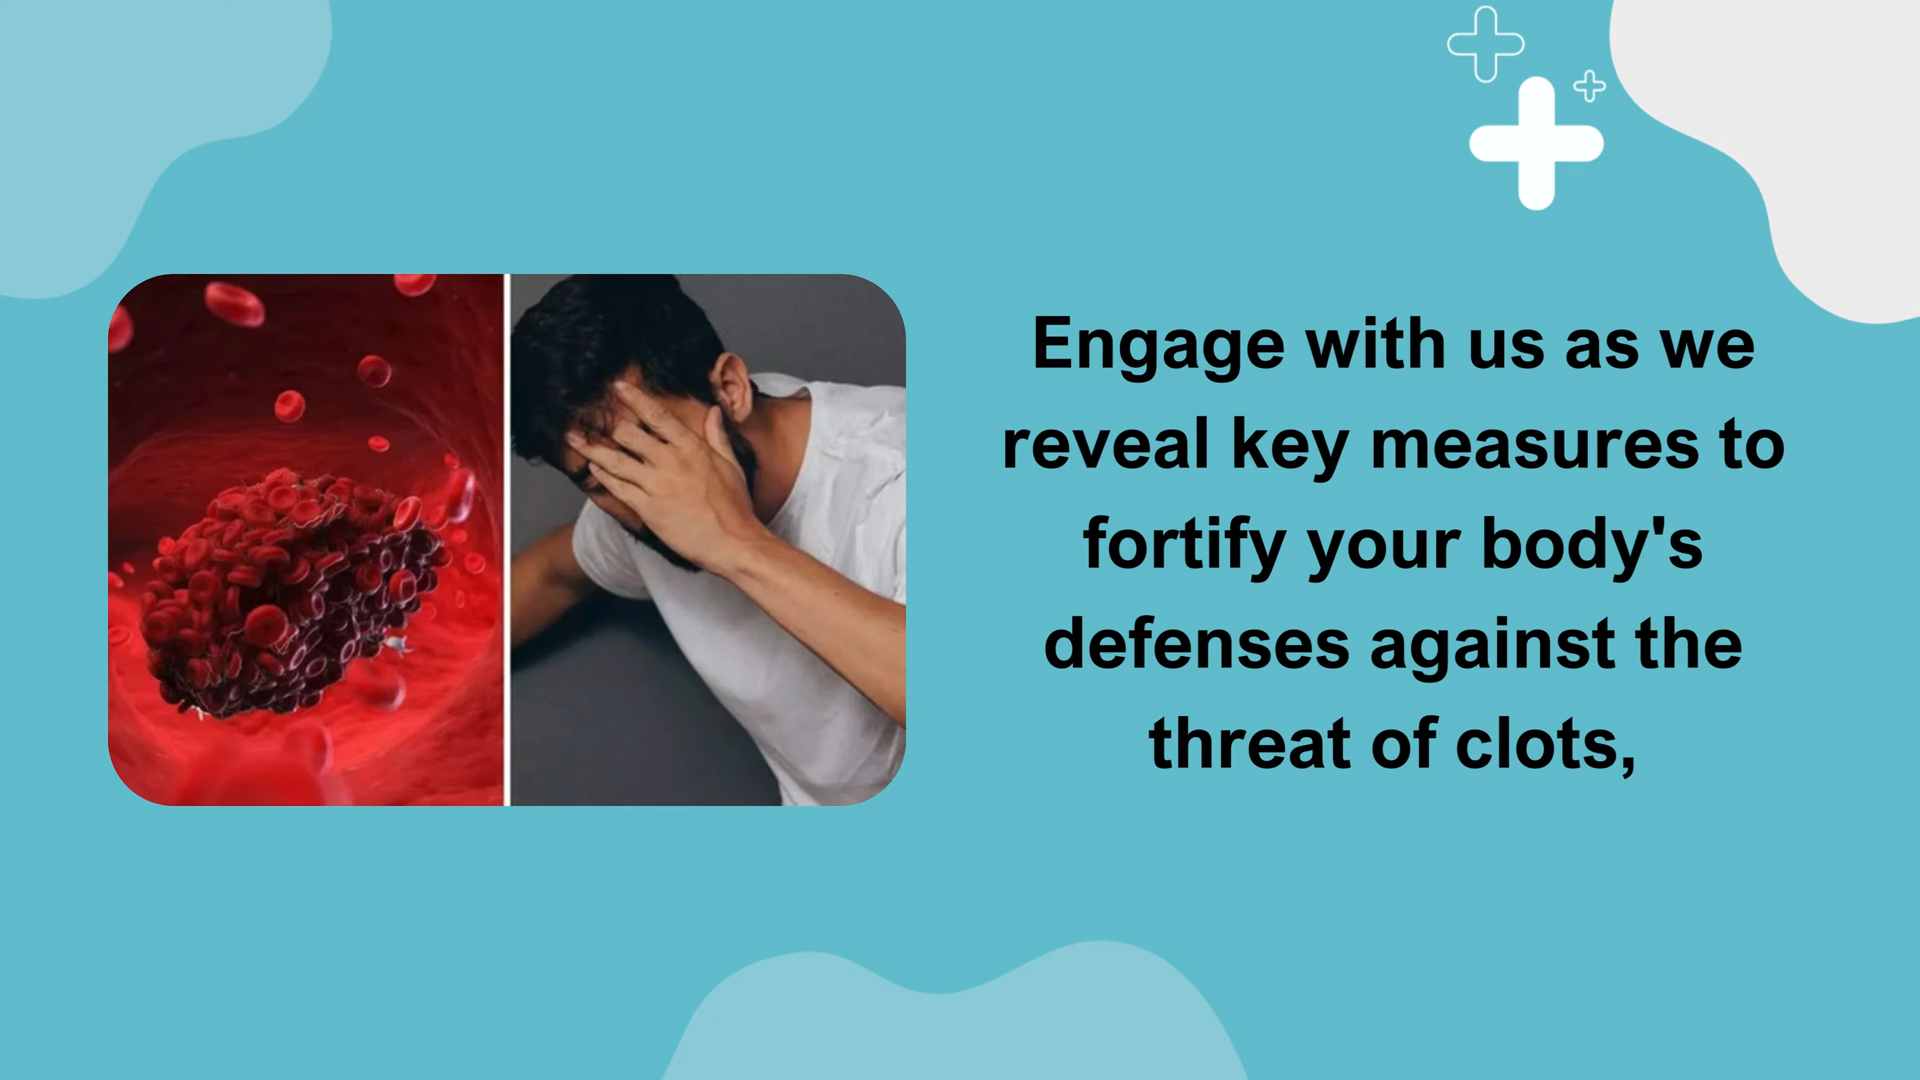 Engage with us as we
reveal key measures to
fortify your body's
defenses against the
threat of clots,